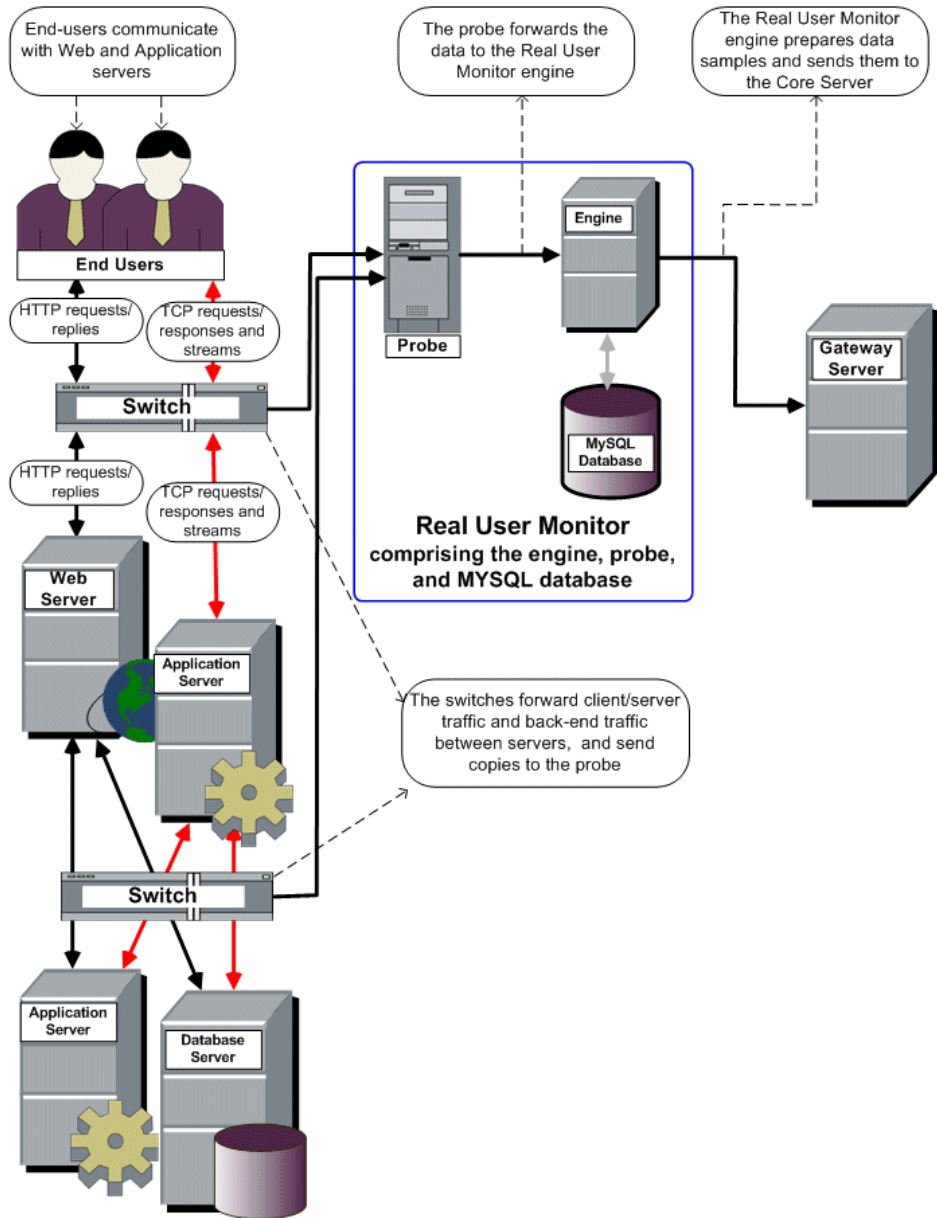 End-users communicate
with Web and Application
servers
The probe forwards the
data to the Real User
Monitor engine
The Real User Monitor
engine prepares data
samples and sends them to
the Core Server
End Users
HTTP requests/
replies
TCP requests/
responses and
streams
Switch
HTTP requests/
replies
TCP requests/
responses and
streams
Probe
Engine
MySQL
Database
Real User Monitor
comprising the engine, probe,
and MYSQL database
Gateway
Server
Web
Server
Application
Server
The switches forward client/server
traffic and back-end traffic
between servers, and send
copies to the probe
Switch
Application
Server
Database
Server